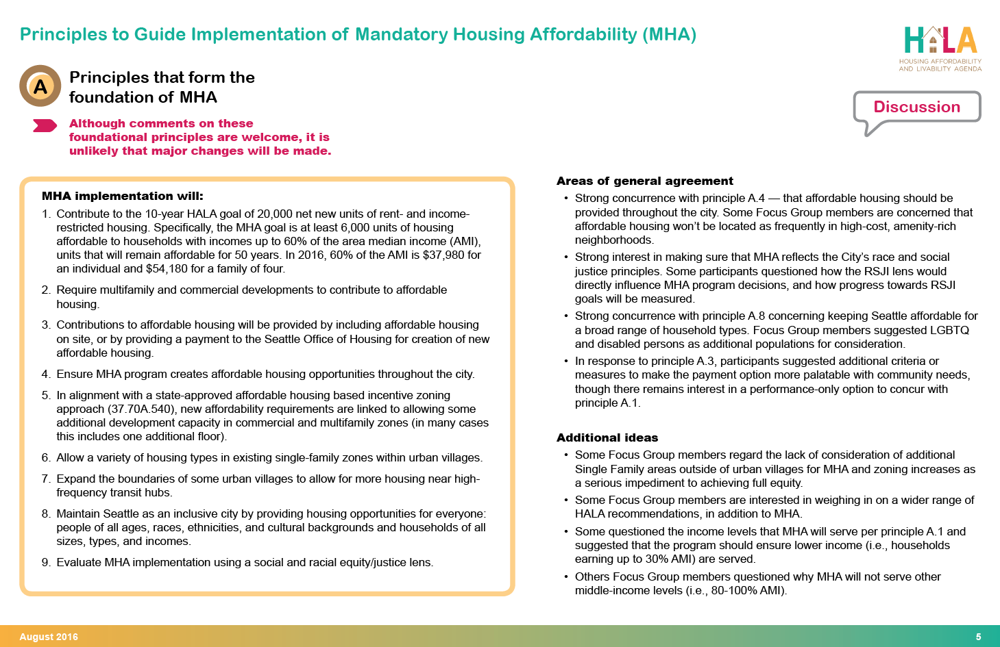 Principles to Guide Implementation of Mandatory Housing Affordability (MHA)
HALA
HOUSING AFFORDABILITY
AND LIVABILITY AGENDA
A
Principles that form the
foundation of MHA
Although comments on these
foundational principles are welcome, it is
unlikely that major changes will be made.
Discussion
MHA implementation will:
1. Contribute to the 10-year HALA goal of 20,000 net new units of rent- and income-
restricted housing. Specifically, the MHA goal is at least 6,000 units of housing
affordable to households with incomes up to 60% of the area median income (AMI),
units that will remain affordable for 50 years. In 2016, 60% of the AMI is $37,980 for
an individual and $54,180 for a family of four.
2. Require multifamily and commercial developments to contribute to affordable
housing.
3. Contributions to affordable housing will be provided by including affordable housing
on site, or by providing a payment to the Seattle Office of Housing for creation of new
affordable housing.
4. Ensure MHA program creates affordable housing opportunities throughout the city.
5. In alignment with a state-approved affordable housing based incentive zoning
approach (37.70A.540), new affordability requirements are linked to allowing some
additional development capacity in commercial and multifamily zones (in many cases
this includes one additional floor).
6. Allow a variety of housing types in existing single-family zones within urban villages.
7. Expand the boundaries of some urban villages to allow for more housing near high-
frequency transit hubs.
8. Maintain Seattle as an inclusive city by providing housing opportunities for everyone:
people of all ages, races, ethnicities, and cultural backgrounds and households of all
sizes, types, and incomes.
9. Evaluate MHA implementation using a social and racial equity/justice lens.
Areas of general agreement
• Strong concurrence with principle A.4 — that affordable housing should be
provided throughout the city. Some Focus Group members are concerned that
affordable housing won’t be located as frequently in high-cost, amenity-rich
neighborhoods.
• Strong interest in making sure that MHA reflects the City’s race and social
justice principles. Some participants questioned how the RSJI lens would
directly influence MHA program decisions, and how progress towards RSJI
goals will be measured.
• Strong concurrence with principle A.8 concerning keeping Seattle affordable for
a broad range of household types. Focus Group members suggested LGBTQ
and disabled persons as additional populations for consideration.
• In response to principle A.3, participants suggested additional criteria or
measures to make the payment option more palatable with community needs,
though there remains interest in a performance-only option to concur with
principle A.1.
Additional ideas
• Some Focus Group members regard the lack of consideration of additional
Single Family areas outside of urban villages for MHA and zoning increases as
a serious impediment to achieving full equity.
• Some Focus Group members are interested in weighing in on a wider range of
HALA recommendations, in addition to MHA.
• Some questioned the income levels that MHA will serve per principle A.1 and
suggested that the program should ensure lower income (i.e., households
earning up to 30% AMI) are served.
• Others Focus Group members questioned why MHA will not serve other
middle-income levels (i.e., 80-100% AMI).
August 2016
5